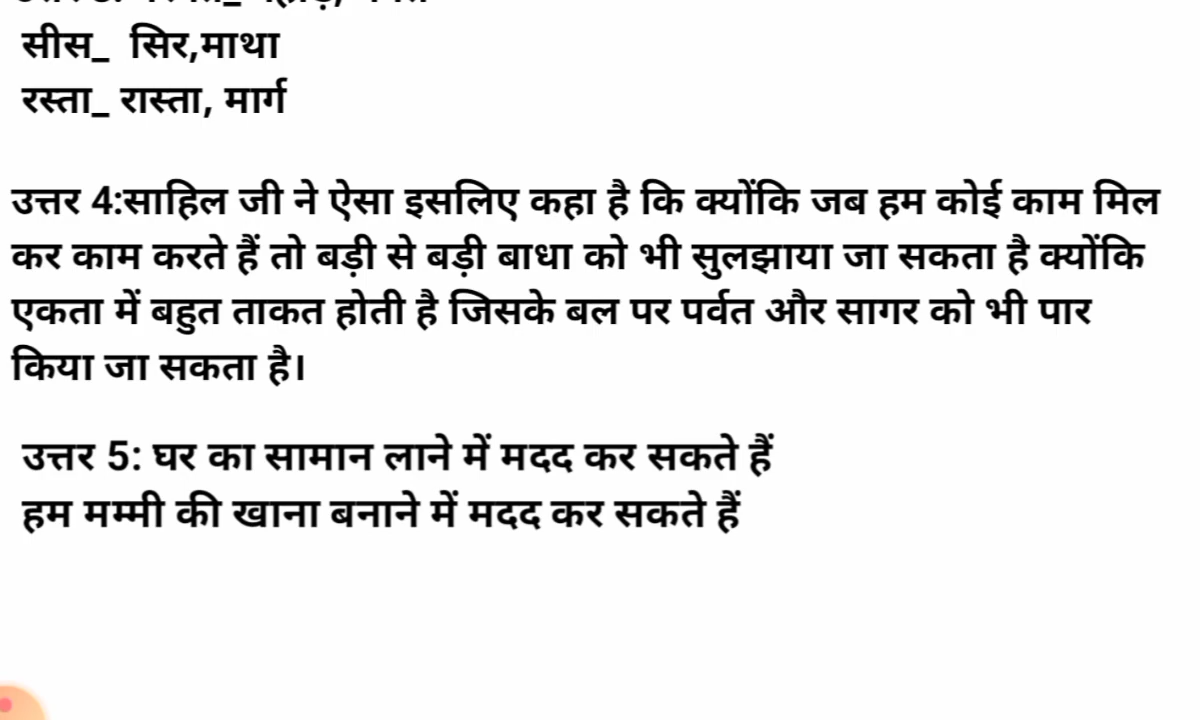 सीस_ सिर,माथा
रस्ता_ रास्ता, मार्ग
उत्तर 4:साहिल जी ने ऐसा इसलिए कहा है कि क्योंकि जब हम कोई काम मिल
कर काम करते हैं तो बड़ी से बड़ी बाधा को भी सुलझाया जा सकता है क्योंकि
एकता में बहुत ताकत होती है जिसके बल पर पर्वत और सागर को भी पार
किया जा सकता है।
उत्तर 5: घर का सामान लाने में मदद कर सकते हैं
हम मम्मी की खाना बनाने में मदद कर सकते हैं